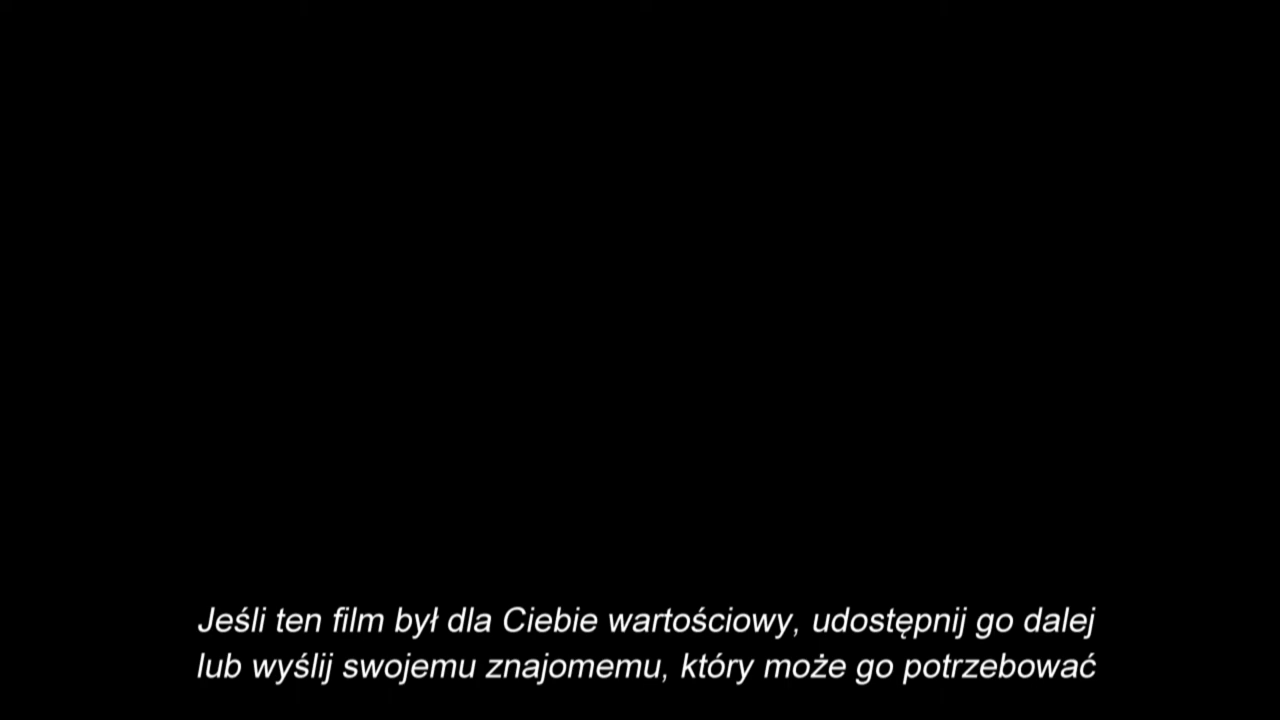 Jeśli ten film był dla Ciebie wartościowy, udostępnij go dalej
lub wyślij swojemu znajomemu, który może go potrzebować